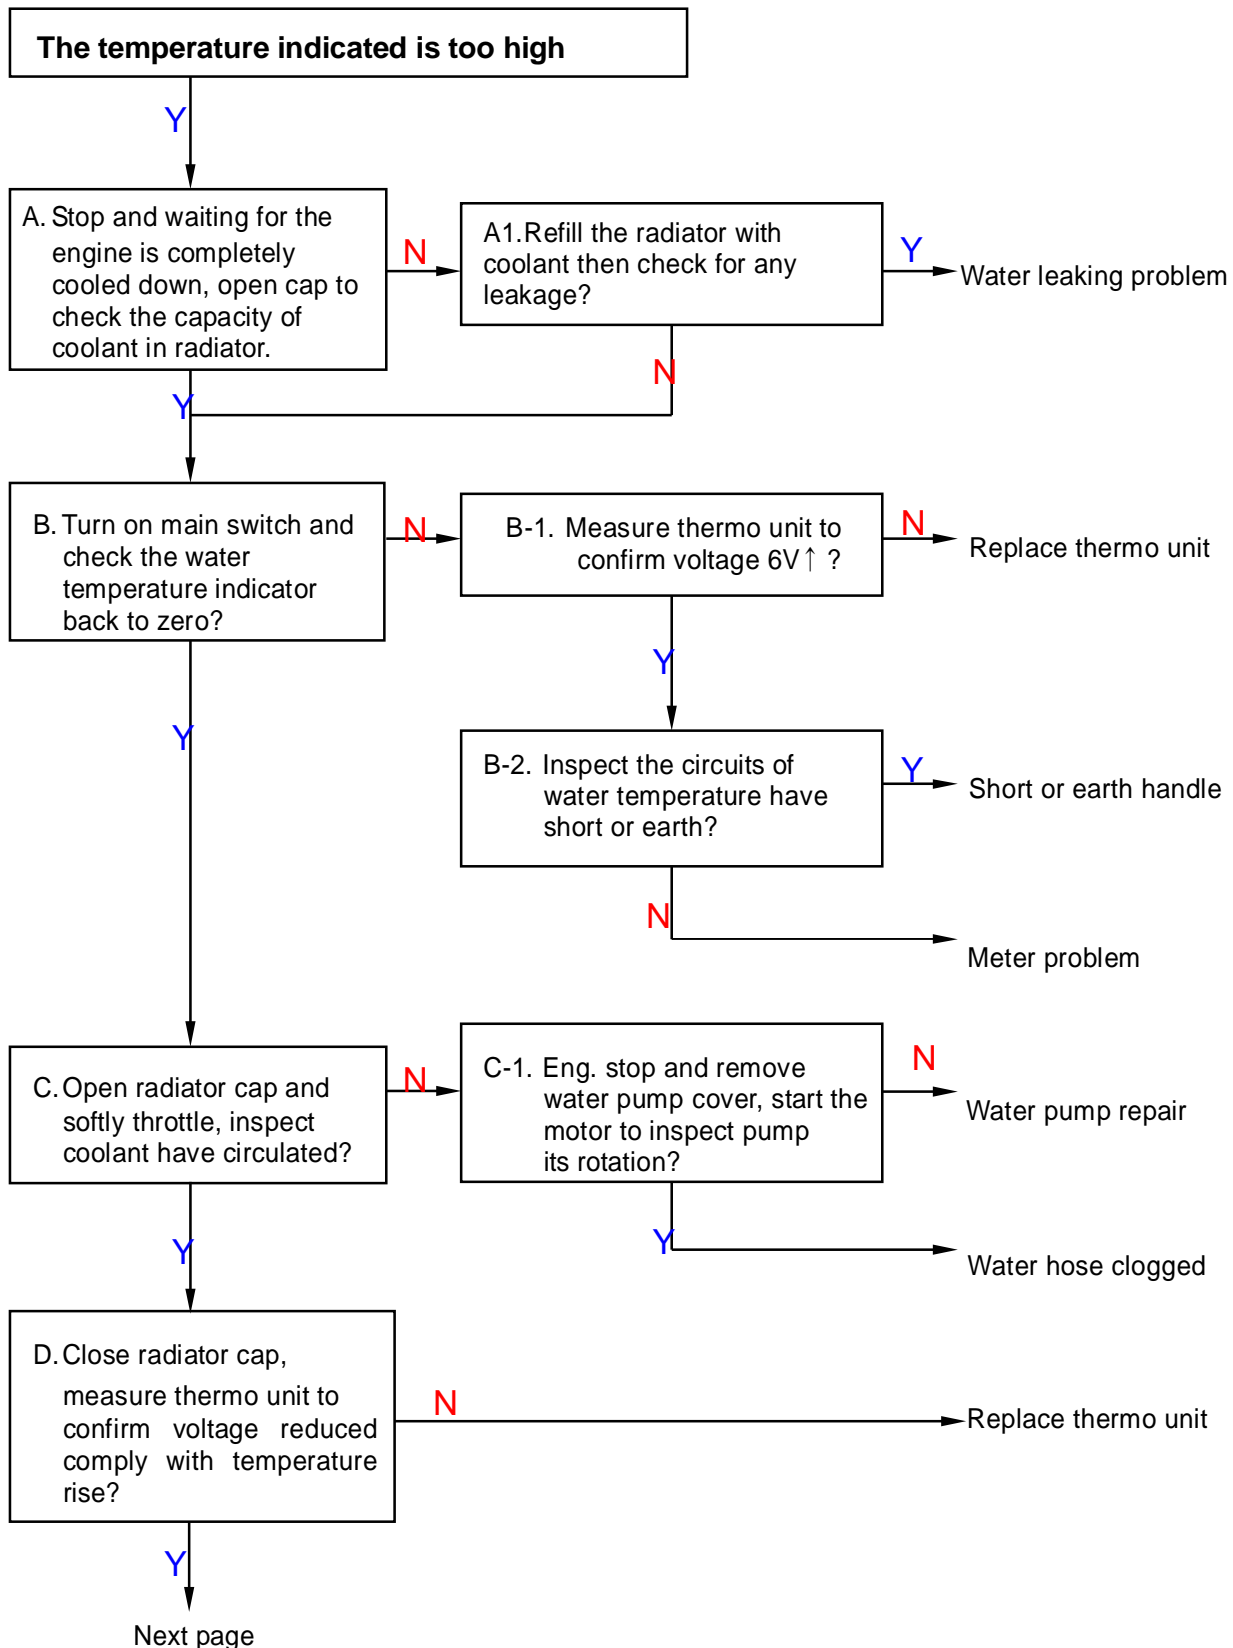 The temperature indicated is too high
Y
A. Stop and waiting for the
engine is completely
cooled down, open cap to
check the capacity of
coolant in radiator.
N
A1.Refill the radiator with
coolant then check for any
leakage?
Y
Water leaking problem
N
Y
B. Turn on main switch and
check the water
temperature indicator
back to zero?
N
B-1. Measure thermo unit to
confirm voltage 6V↑ ?
N
Replace thermo unit
Y
Y
B-2. Inspect the circuits of
water temperature have
short or earth?
Y
Short or earth handle
N
Meter problem
C. Open radiator cap and
softly throttle, inspect
coolant have circulated?
N
C-1. Eng. stop and remove
water pump cover, start the
motor to inspect pump
its rotation?
N
Water pump repair
Y
Water hose clogged
Y
D. Close radiator cap,
measure thermo unit to
confirm voltage reduced
comply with temperature
rise?
N
Replace thermo unit
Y
Next page